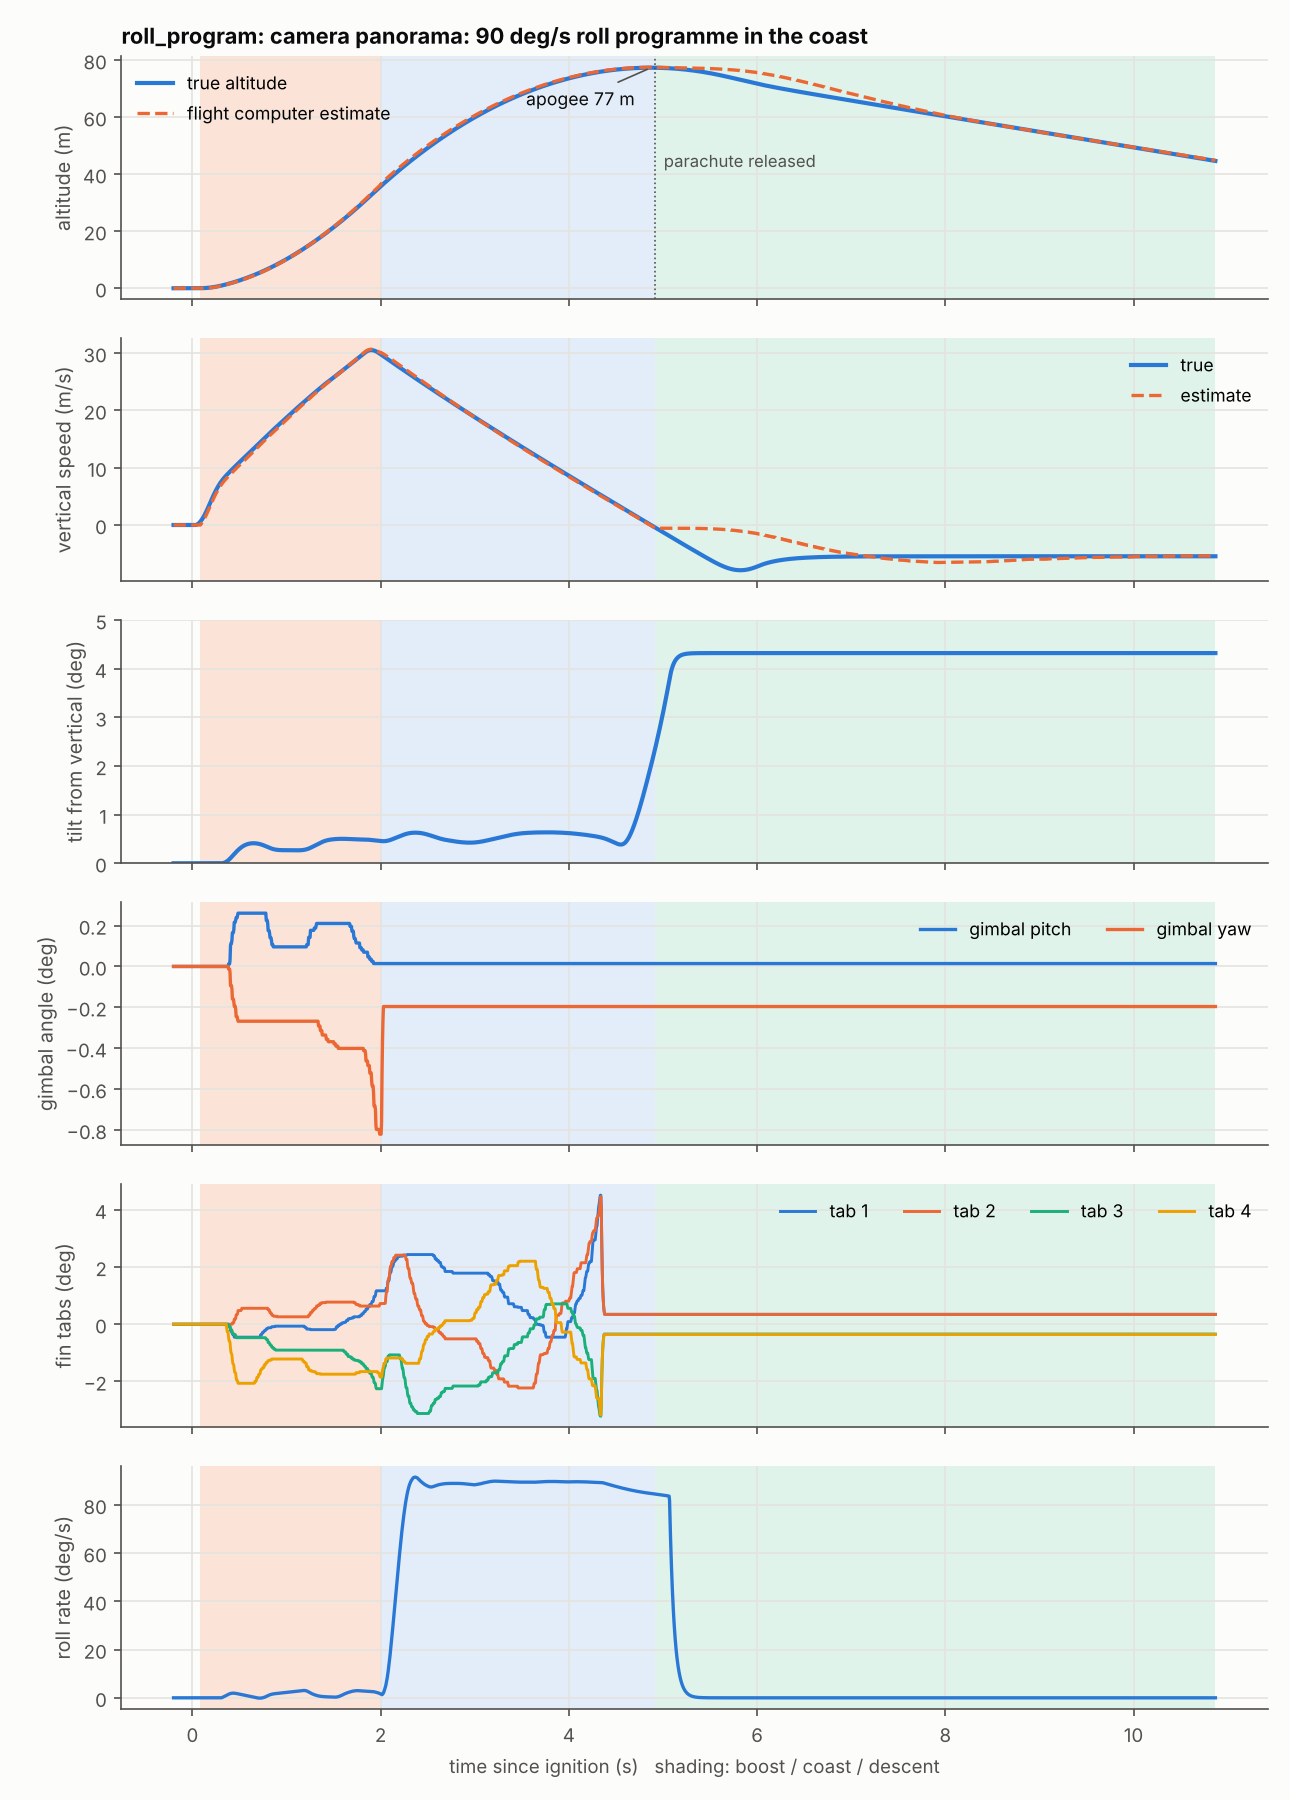 roll_program: camera panorama: 90 deg/s roll programme in the coast
altitude (m)
80
60
40
20
0
true altitude
flight computer estimate
apogee 77 m
parachute released
vertical speed (m/s)
30
20
10
0
true
estimate
tilt from vertical (deg)
5
4
3
2
1
0
gimbal angle (deg)
0.2
0.0
−0.2
−0.4
−0.6
−0.8
gimbal pitch
gimbal yaw
fin tabs (deg)
4
2
0
−2
tab 1
tab 2
tab 3
tab 4
roll rate (deg/s)
80
60
40
20
0
0 2 4 6 8 10
time since ignition (s) shading: boost / coast / descent